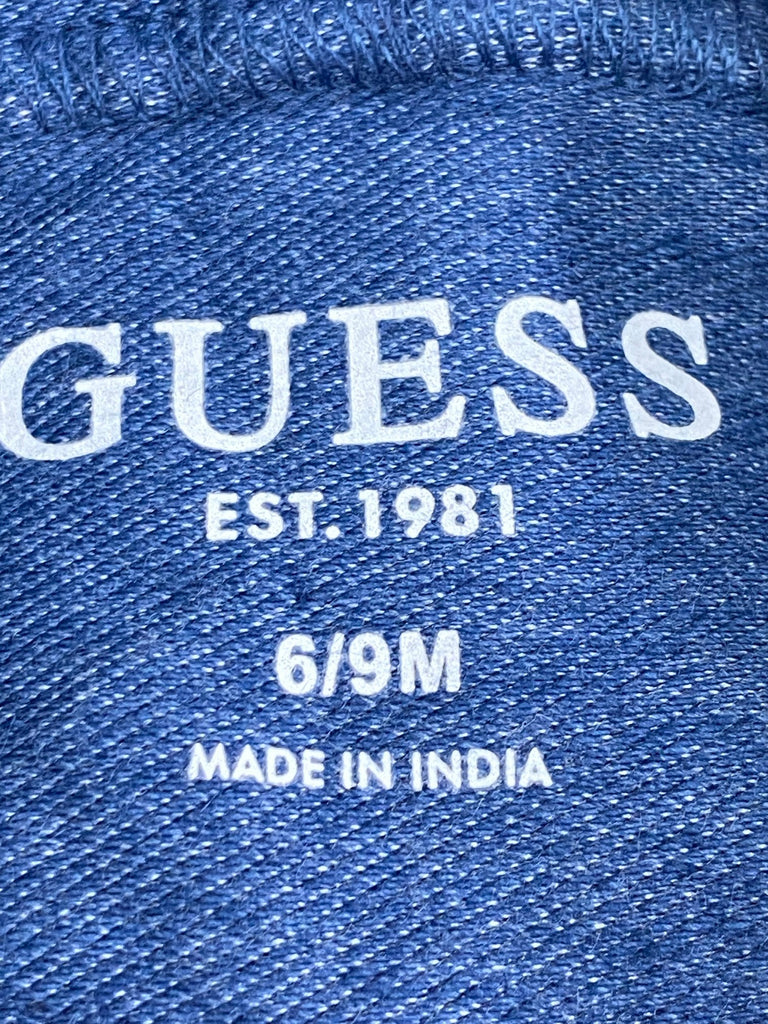 GUESS
EST. 1981
6/9M
MADE IN INDIA